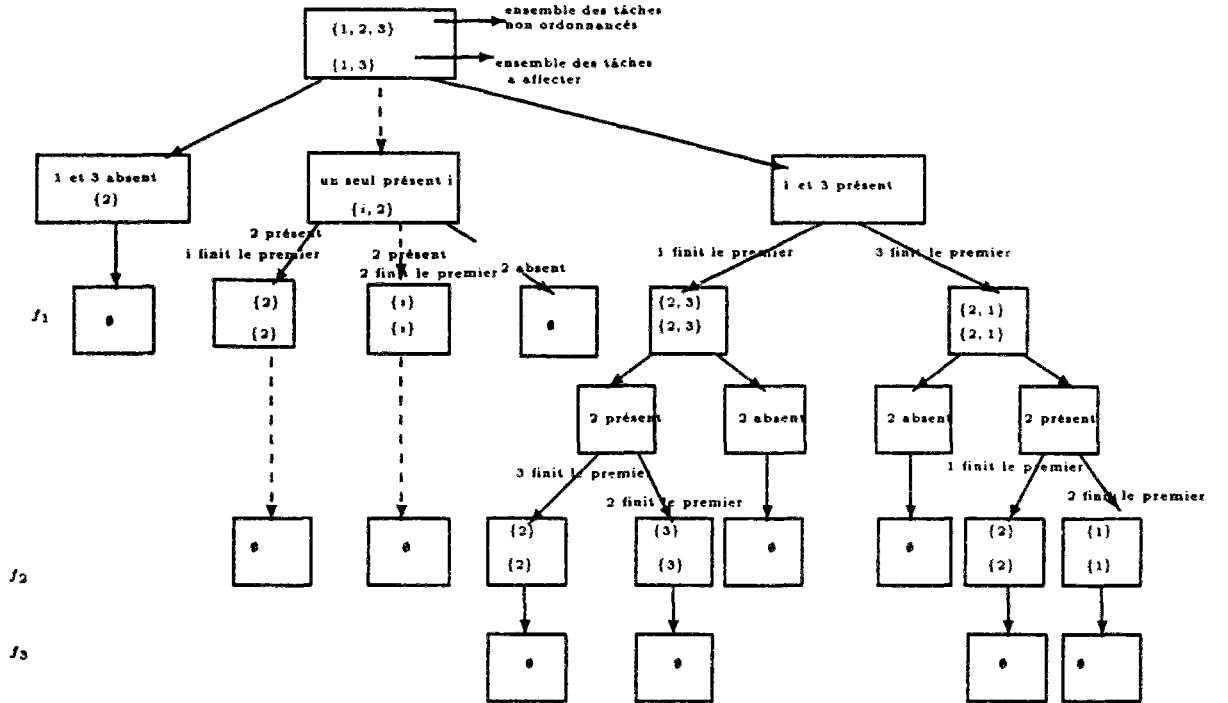 ensemble des tâches
non ordonnancés
{1, 2, 3}
{1, 3}
ensemble des tâches
a affecter
1 et 3 absent
{2}
un seul présent i
{i, 2}
1 et 3 présent
2 présent
i finit le premier
2 présent
2 finit le premier
2 absent
1 finit le premier
3 finit le premier
f1
ø
{2}
{2}
{i}
{i}
ø
{2, 3}
{2, 3}
{2, 1}
{2, 1}
2 présent
2 absent
2 absent
2 présent
3 finit le premier
2 finit le premier
1 finit le premier
2 finit le premier
f2
ø
ø
{2}
{2}
{3}
{3}
ø
ø
{2}
{2}
{1}
{1}
f3
ø
ø
ø
ø